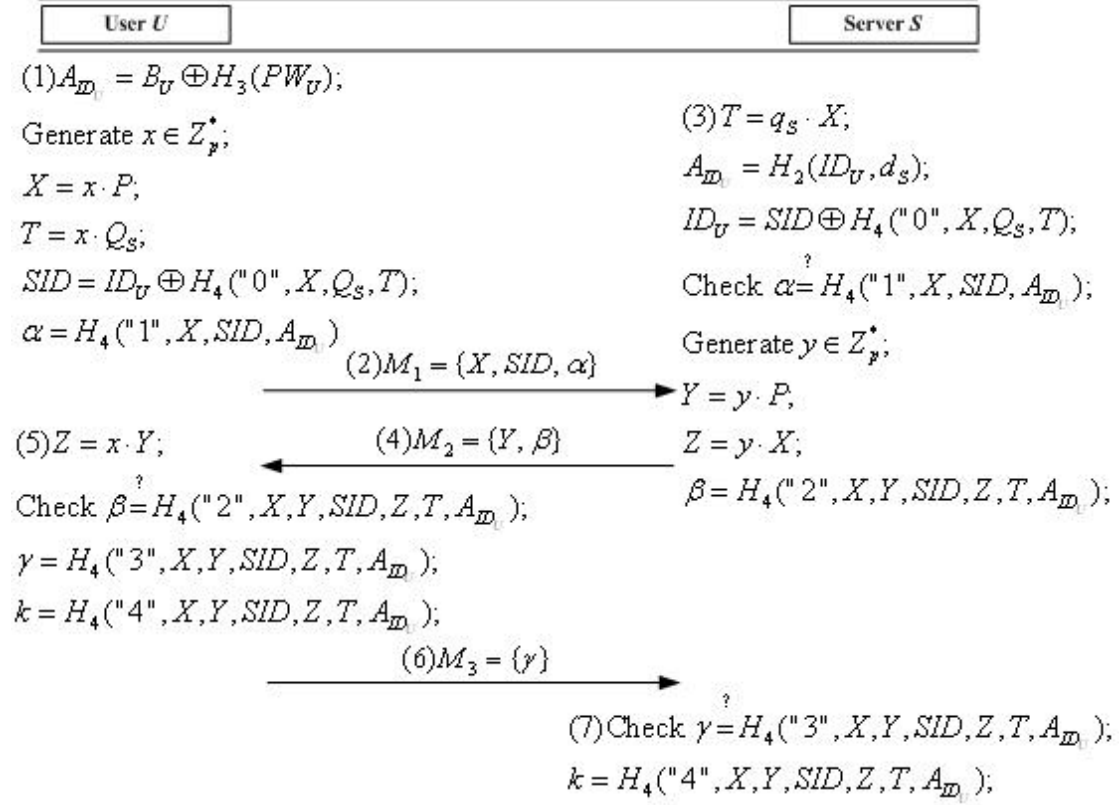 User U
Server S
(1)A_{ID_U} = B_U ⊕ H_3(PW_U);
Generate x ∈ Z_p^*;
X = x · P;
T = x · Q_S;
SID = ID_U ⊕ H_4("0", X, Q_S, T);
α = H_4("1", X, SID, A_{ID_U})
(2)M_1 = {X, SID, α}
(3)T = q_S · X;
A_{ID_U} = H_2(ID_U, d_S);
ID_U = SID ⊕ H_4("0", X, Q_S, T);
Check α =? H_4("1", X, SID, A_{ID_U});
Generate y ∈ Z_p^*;
Y = y · P,
Z = y · X;
β = H_4("2", X, Y, SID, Z, T, A_{ID_U});
(4)M_2 = {Y, β}
(5)Z = x · Y;
Check β =? H_4("2", X, Y, SID, Z, T, A_{ID_U});
γ = H_4("3", X, Y, SID, Z, T, A_{ID_U});
k = H_4("4", X, Y, SID, Z, T, A_{ID_U});
(6)M_3 = {γ}
(7)Check γ =? H_4("3", X, Y, SID, Z, T, A_{ID_U});
k = H_4("4", X, Y, SID, Z, T, A_{ID_U});